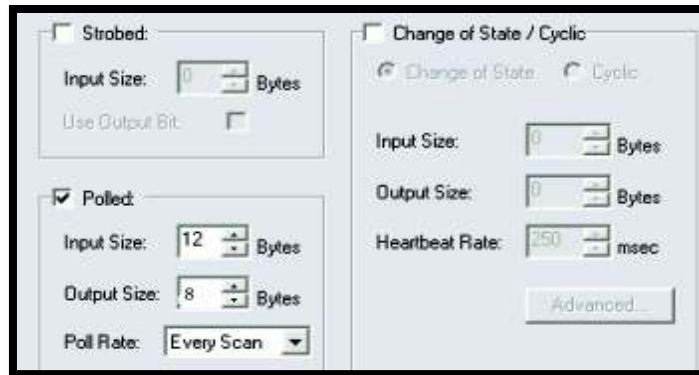 Strobed:
Input Size: 0 Bytes
Use Output Bit:
Polled:
Input Size: 12 Bytes
Output Size: 8 Bytes
Poll Rate: Every Scan
Change of State / Cyclic
Change of State Cyclic
Input Size: 0 Bytes
Output Size: 0 Bytes
Heartbeat Rate: 250 msec
Advanced...